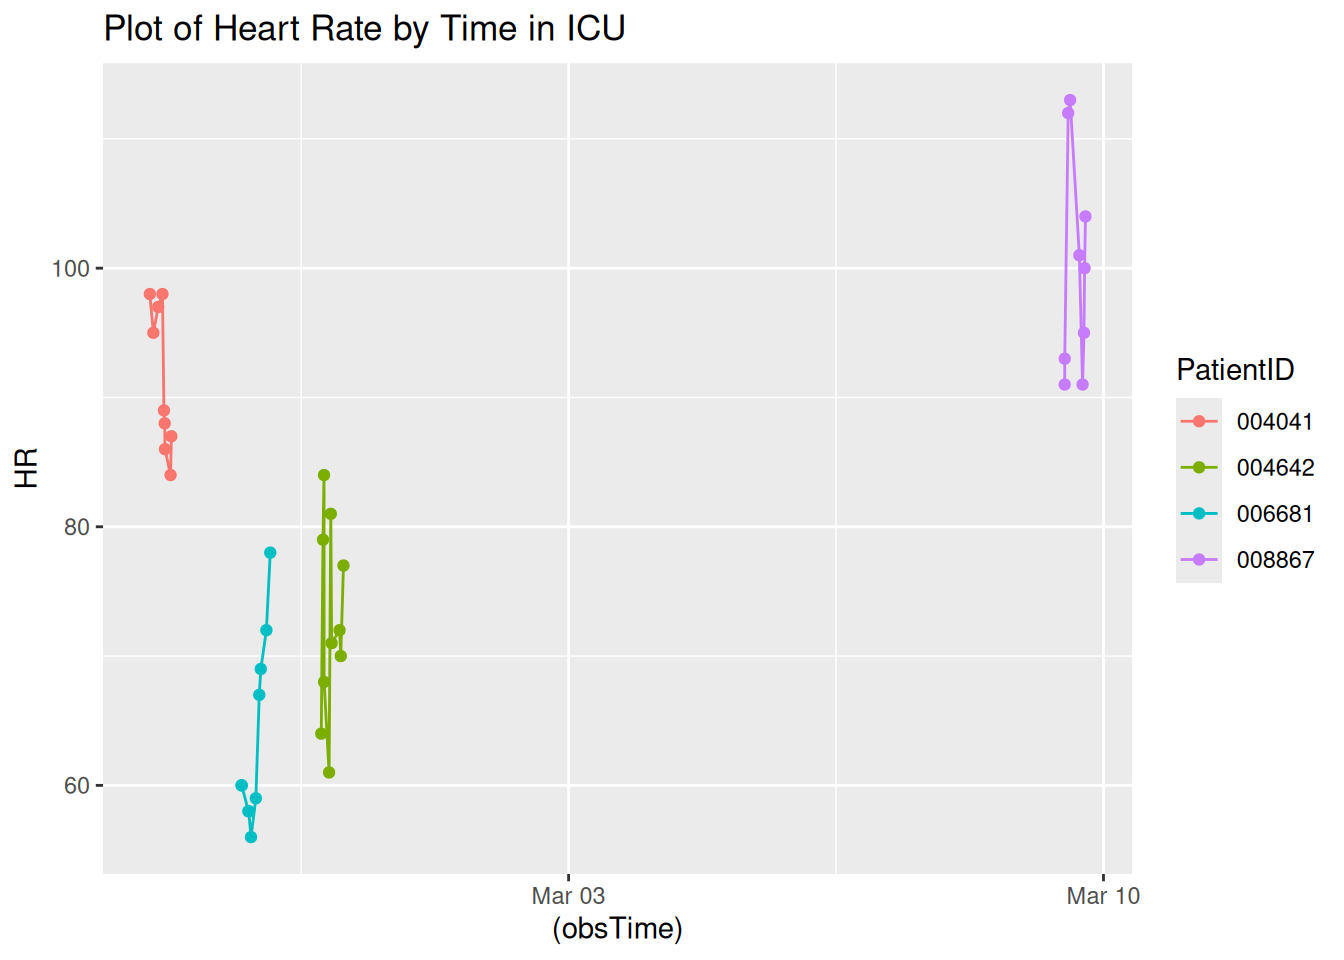 Plot of Heart Rate by Time in ICU
HR
100
80
60
Mar 03
Mar 10
(obsTime)
PatientID
004041
004642
006681
008867